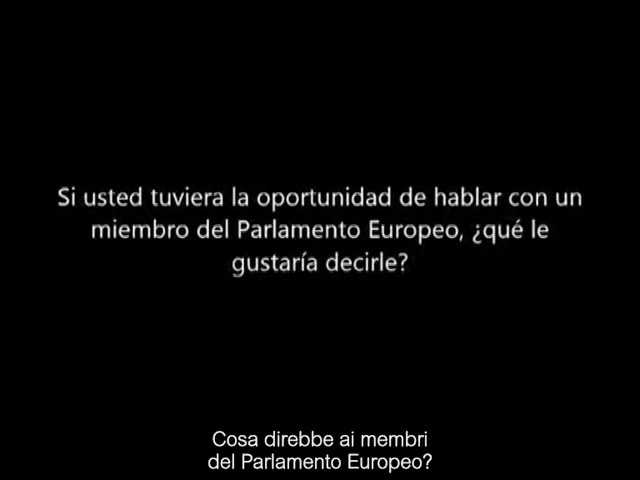 Si usted tuviera la oportunidad de hablar con un
miembro del Parlamento Europeo, ¿qué le
gustaría decirle?
Cosa direbbe ai membri
del Parlamento Europeo?